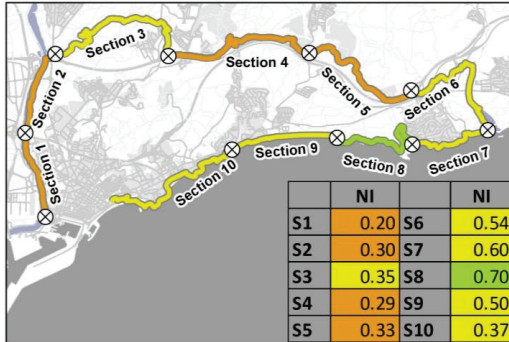 Section 3
Section 2
Section 4
Section 5
Section 6
Section 1
Section 10
Section 9
Section 8
Section 7
NI NI
S1 0.20 S6 0.54
S2 0.30 S7 0.60
S3 0.35 S8 0.70
S4 0.29 S9 0.50
S5 0.33 S10 0.37